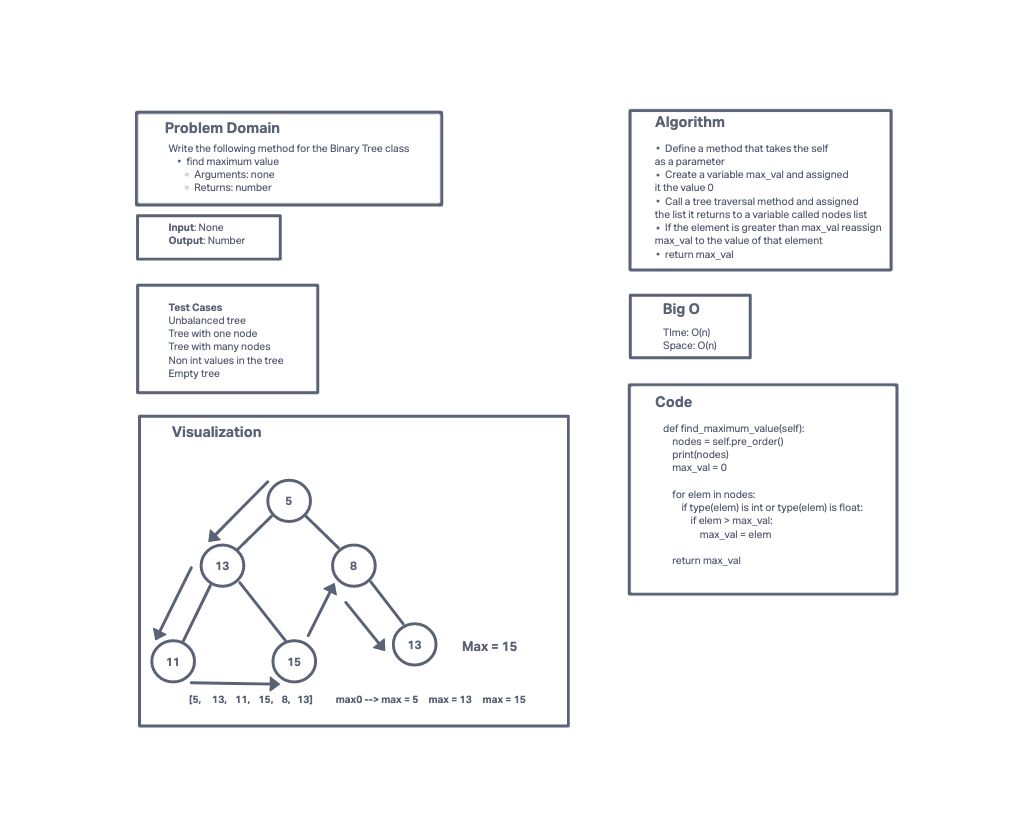 Problem Domain
Write the following method for the Binary Tree class
• find maximum value
○ Arguments: none
○ Returns: number
Input: None
Output: Number
Test Cases
Unbalanced tree
Tree with one node
Tree with many nodes
Non int values in the tree
Empty tree
Visualization
5
13
8
11
15
13
Max = 15
[5, 13, 11, 15, 8, 13] max0 --> max = 5 max = 13 max = 15
Algorithm
• Define a method that takes the self
as a parameter
• Create a variable max_val and assigned
it the value 0
• Call a tree traversal method and assigned
the list it returns to a variable called nodes list
• If the element is greater than max_val reassign
max_val to the value of that element
• return max_val
Big O
TIme: O(n)
Space: O(n)
Code
def find_maximum_value(self):
nodes = self.pre_order()
print(nodes)
max_val = 0
for elem in nodes:
if type(elem) is int or type(elem) is float:
if elem > max_val:
max_val = elem
return max_val